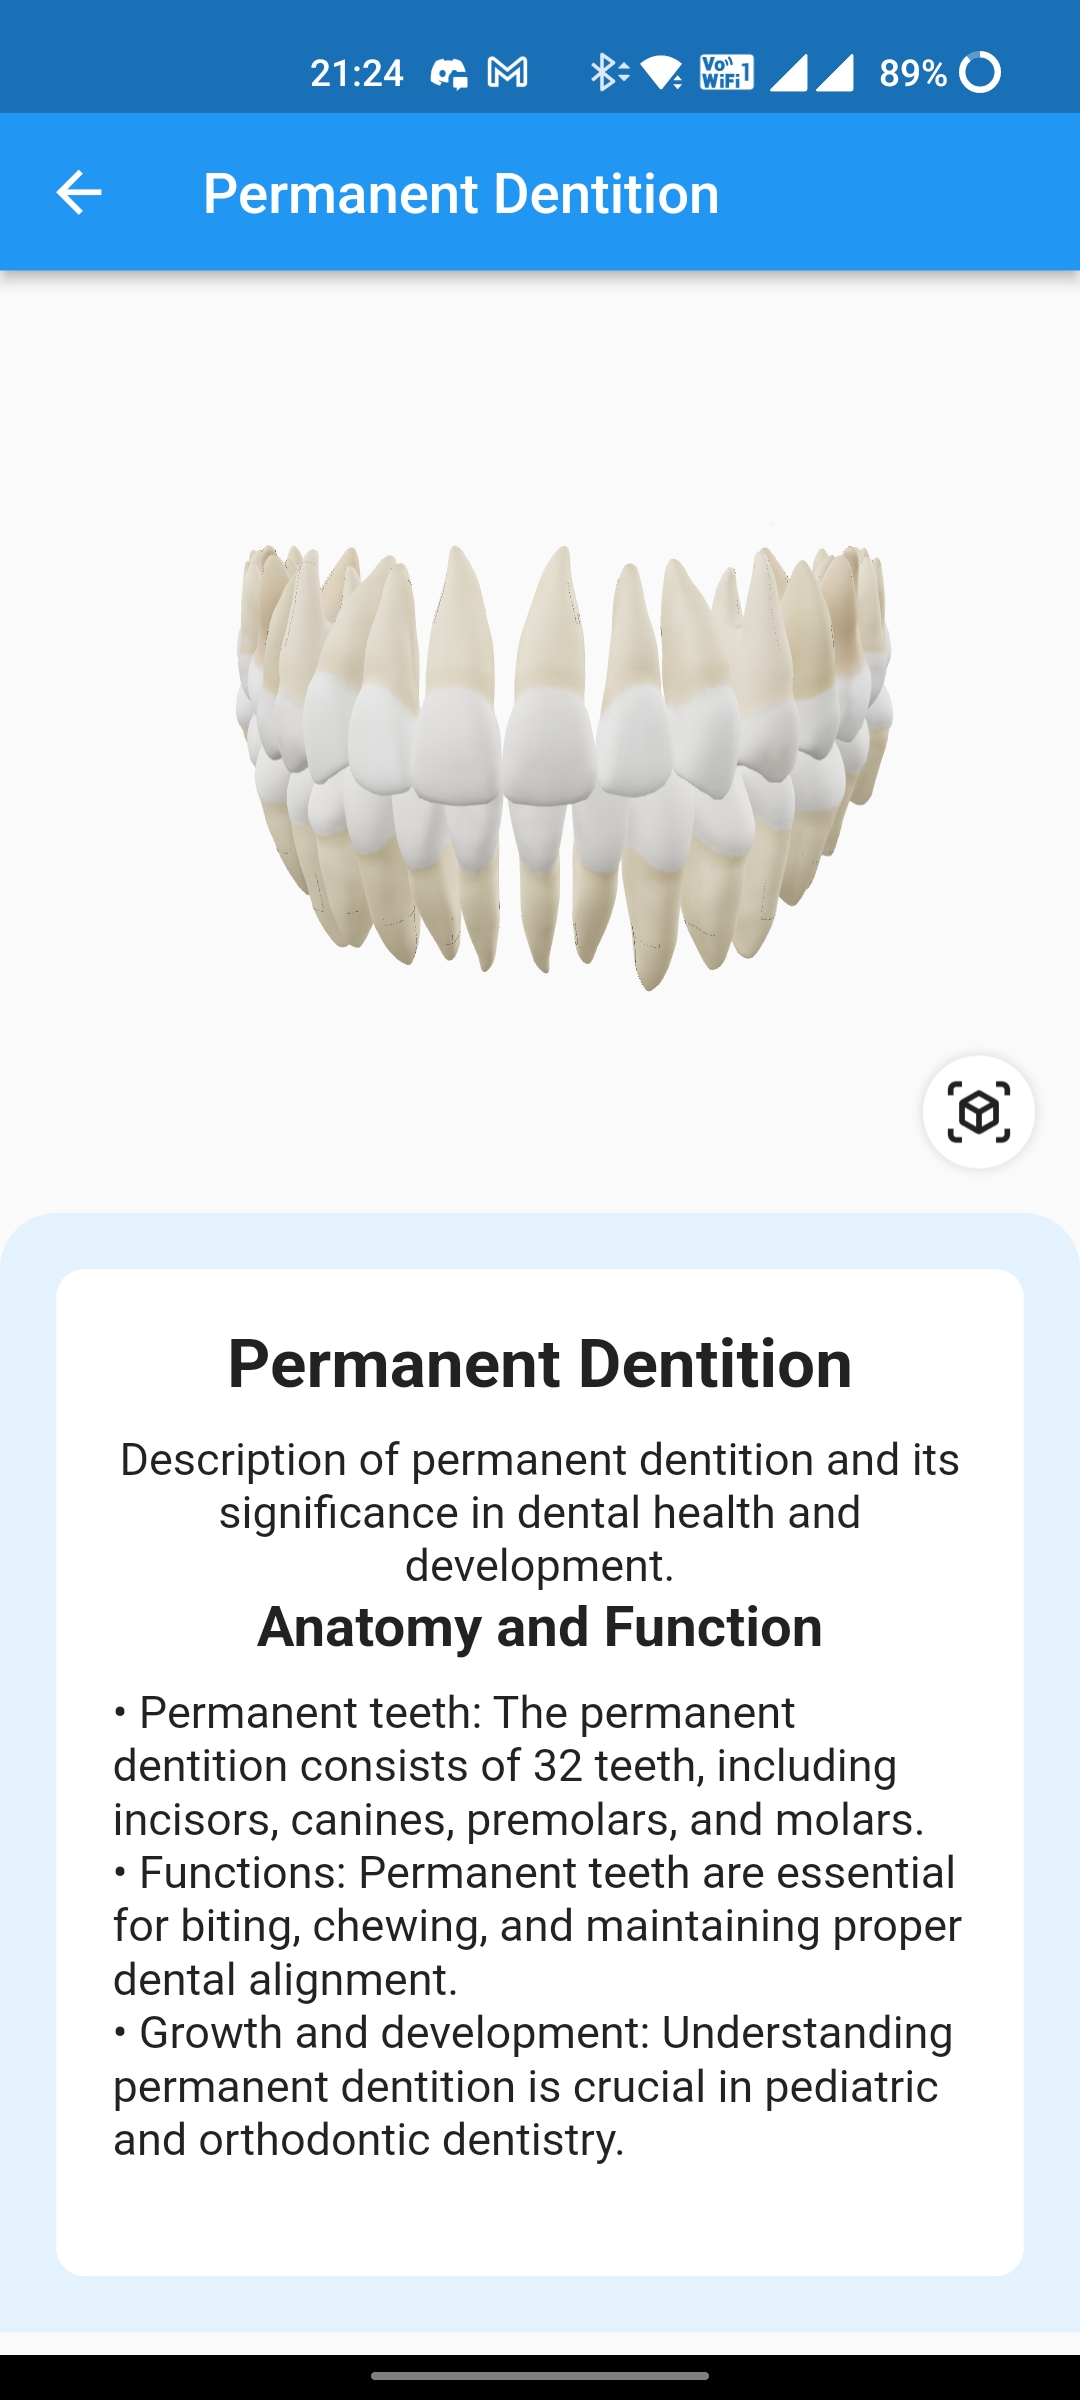 21:24
Vo)) 1
WiFi
89%
Permanent Dentition
Permanent Dentition
Description of permanent dentition and its
significance in dental health and
development.
Anatomy and Function
• Permanent teeth: The permanent
dentition consists of 32 teeth, including
incisors, canines, premolars, and molars.
• Functions: Permanent teeth are essential
for biting, chewing, and maintaining proper
dental alignment.
• Growth and development: Understanding
permanent dentition is crucial in pediatric
and orthodontic dentistry.